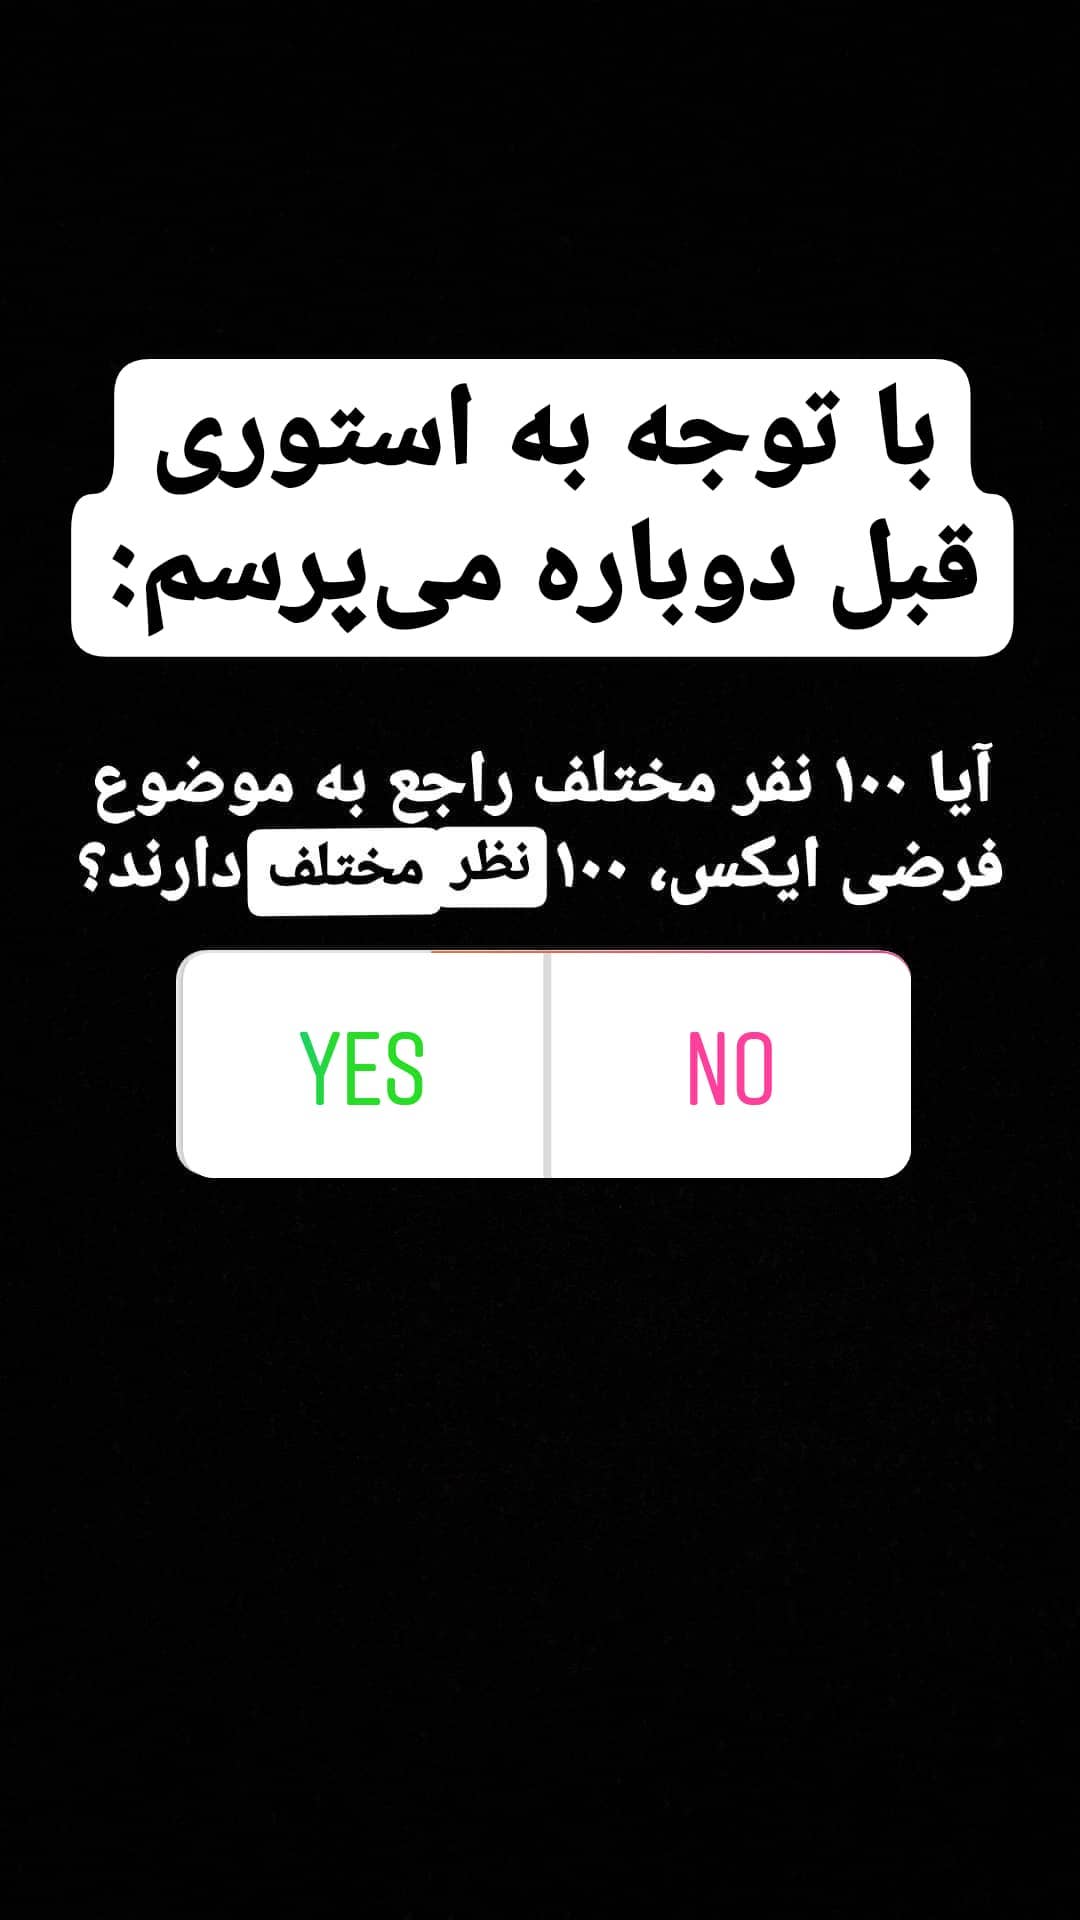 با توجه به استوری
قبل دوباره می‌پرسم:
آیا ۱۰۰ نفر مختلف راجع به موضوع
فرضی ایکس، ۱۰۰ نظر مختلف دارند؟
YES NO